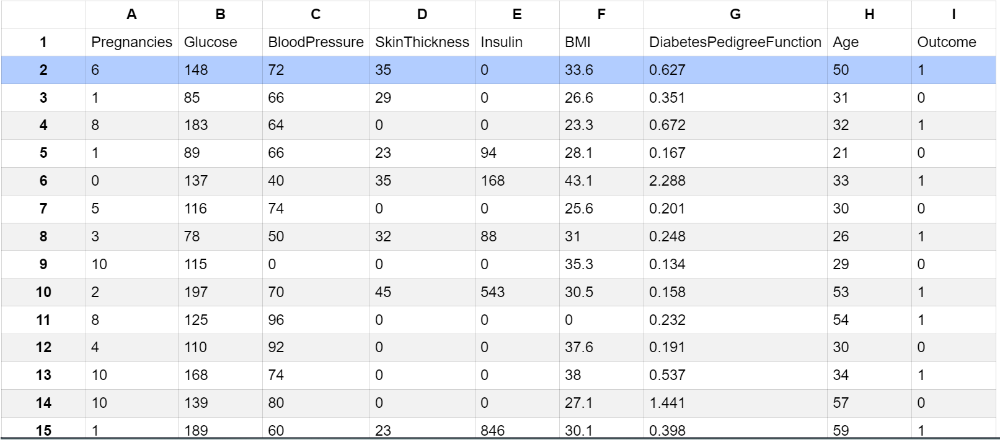 A B C D E F G H I
1 Pregnancies Glucose BloodPressure SkinThickness Insulin BMI DiabetesPedigreeFunction Age Outcome
2 6 148 72 35 0 33.6 0.627 50 1
3 1 85 66 29 0 26.6 0.351 31 0
4 8 183 64 0 0 23.3 0.672 32 1
5 1 89 66 23 94 28.1 0.167 21 0
6 0 137 40 35 168 43.1 2.288 33 1
7 5 116 74 0 0 25.6 0.201 30 0
8 3 78 50 32 88 31 0.248 26 1
9 10 115 0 0 0 35.3 0.134 29 0
10 2 197 70 45 543 30.5 0.158 53 1
11 8 125 96 0 0 0 0.232 54 1
12 4 110 92 0 0 37.6 0.191 30 0
13 10 168 74 0 0 38 0.537 34 1
14 10 139 80 0 0 27.1 1.441 57 0
15 1 189 60 23 846 30.1 0.398 59 1